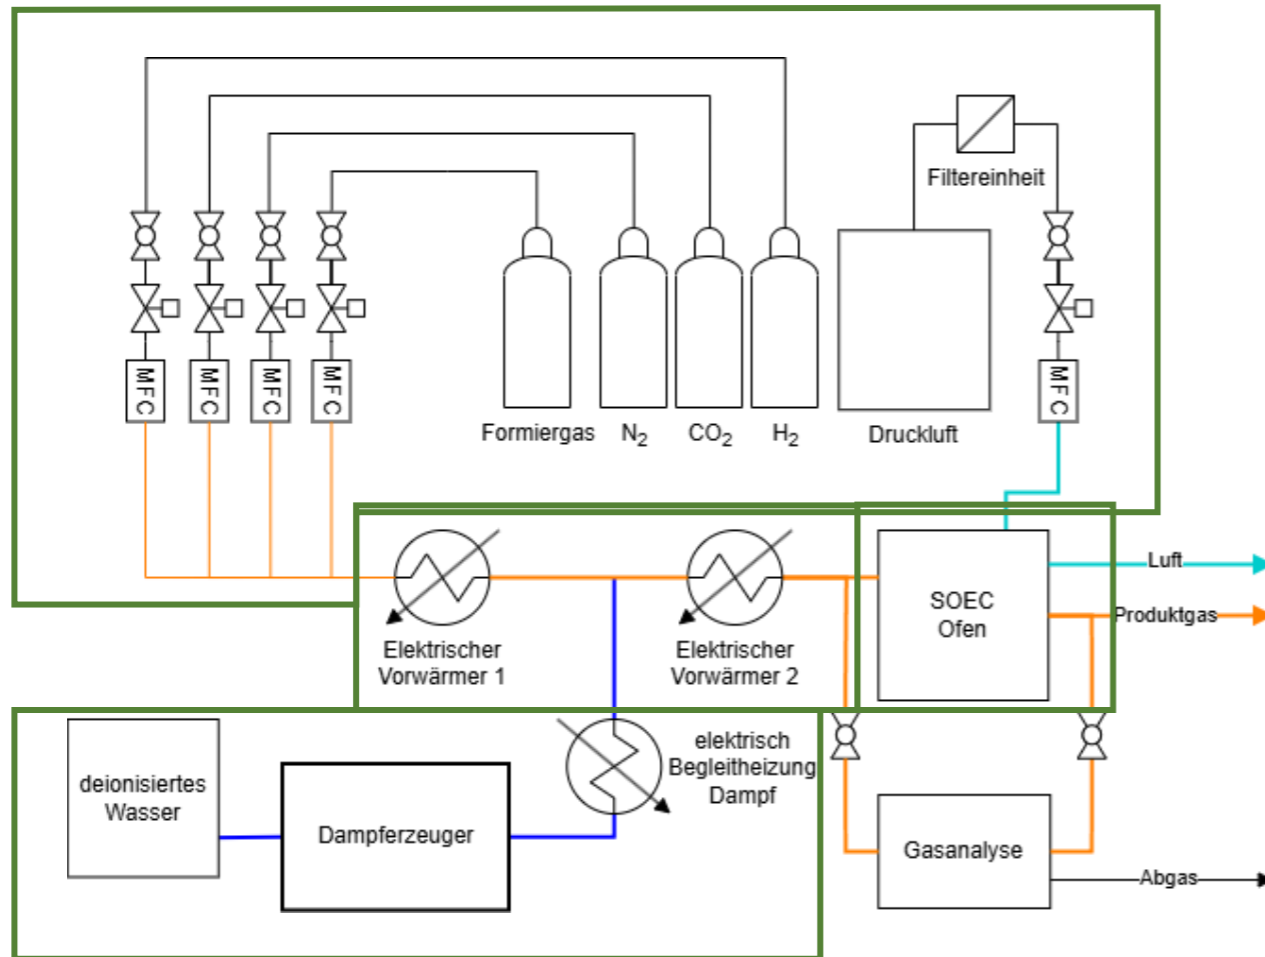 Filtereinheit
MFC
MFC
MFC
MFC
MFC
Formiergas
N2
CO2
H2
Druckluft
Luft
SOEC
Ofen
Produktgas
Elektrischer
Vorwärmer 1
Elektrischer
Vorwärmer 2
deionisiertes
Wasser
Dampferzeuger
elektrisch
Begleitheizung
Dampf
Gasanalyse
Abgas